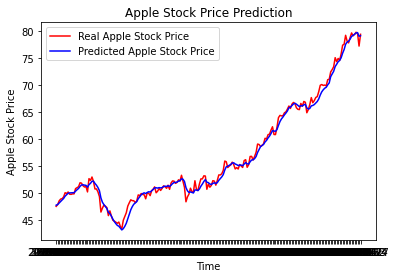 Apple Stock Price Prediction
Real Apple Stock Price
Predicted Apple Stock Price
Apple Stock Price
80
75
70
65
60
55
50
45
Time